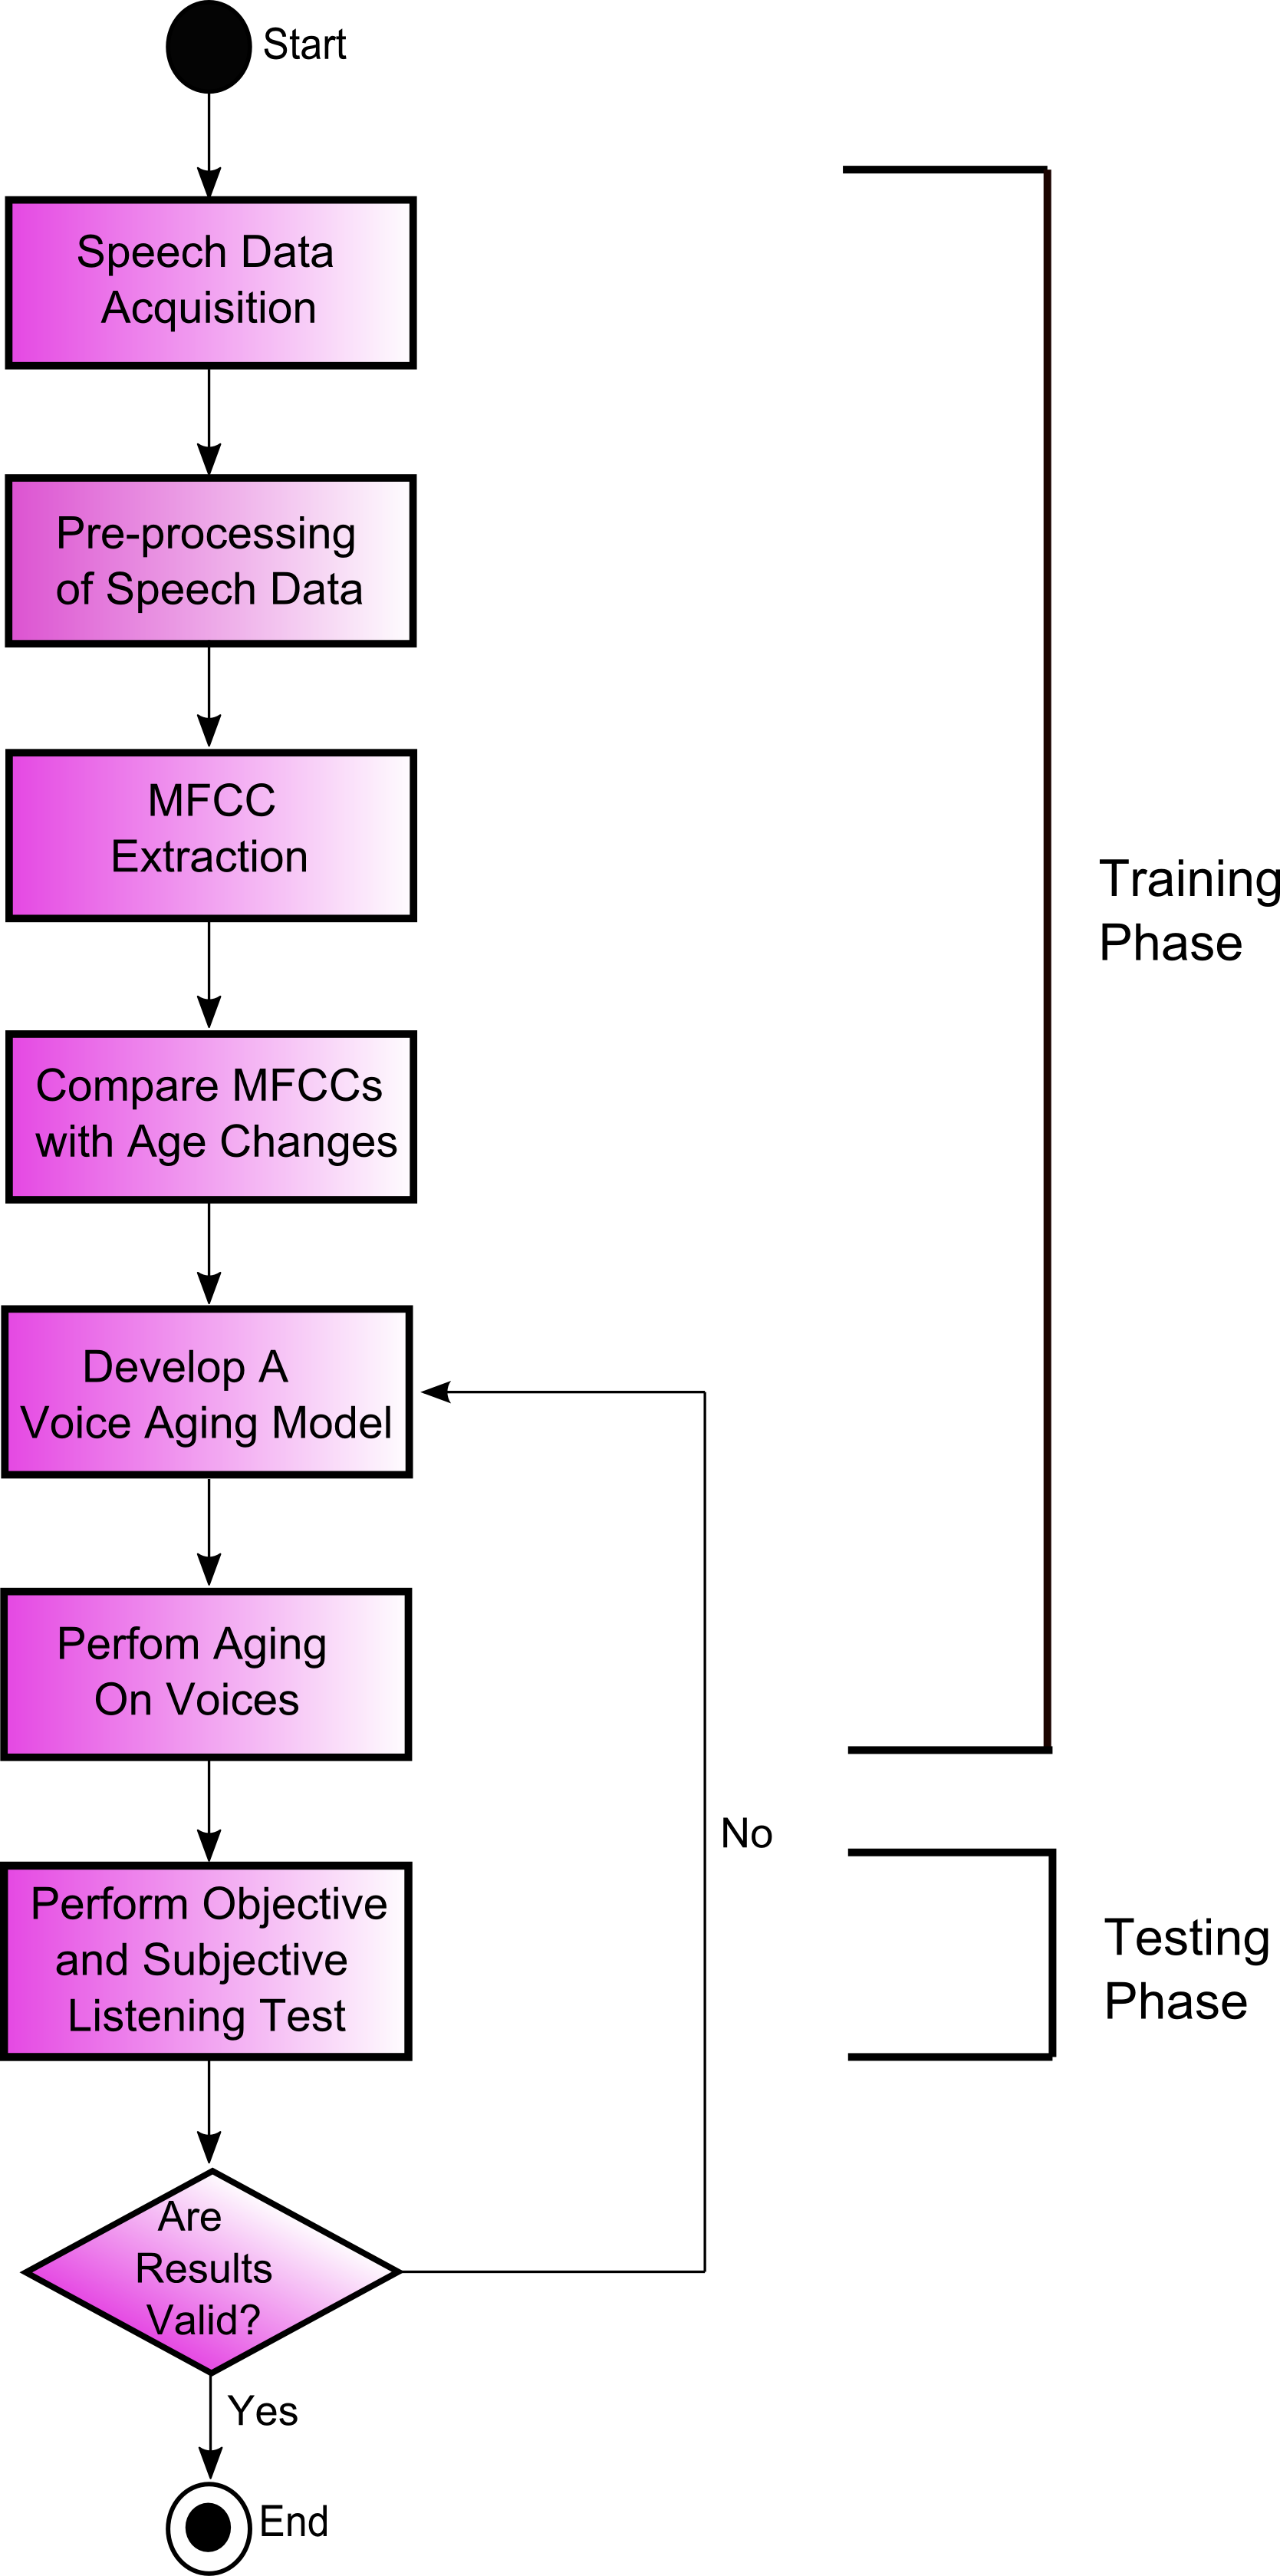 Start
Speech Data
Acquisition
Pre-processing
of Speech Data
MFCC
Extraction
Training
Phase
Compare MFCCs
with Age Changes
Develop A
Voice Aging Model
Perfom Aging
On Voices
No
Perform Objective
and Subjective
Listening Test
Testing
Phase
Are
Results
Valid?
Yes
End